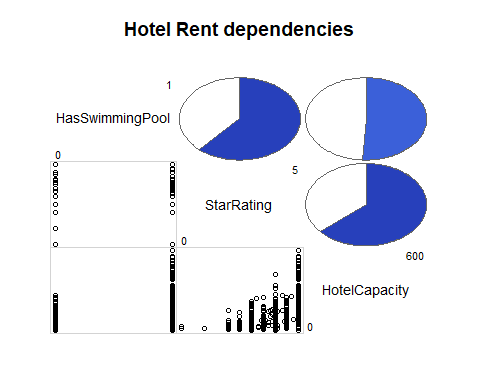 Hotel Rent dependencies
1
HasSwimmingPool
0
5
StarRating
0
600
HotelCapacity
0